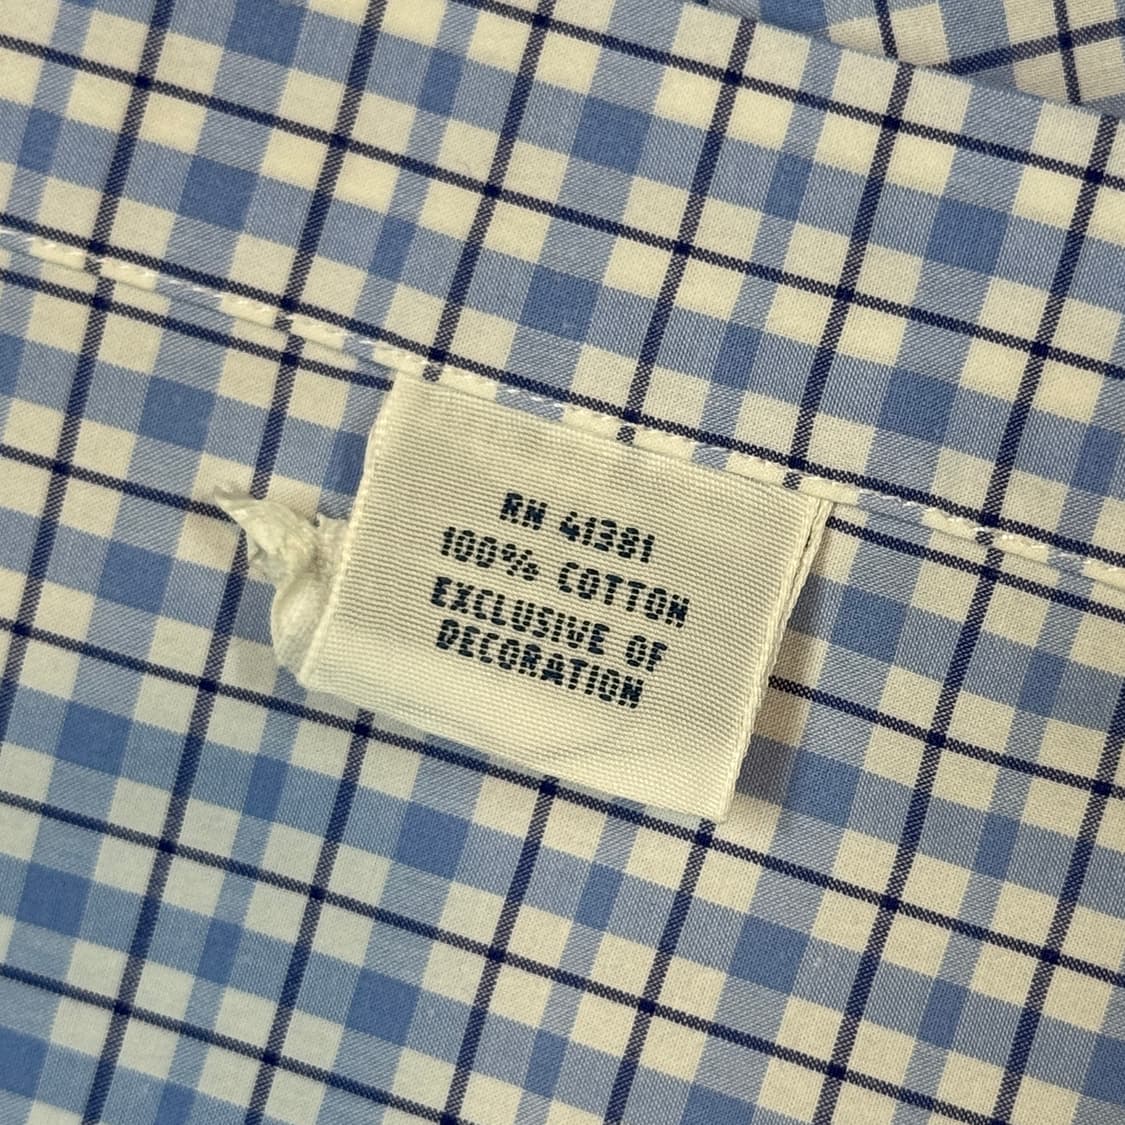 RN 41381
100% COTTON
EXCLUSIVE OF
DECORATION